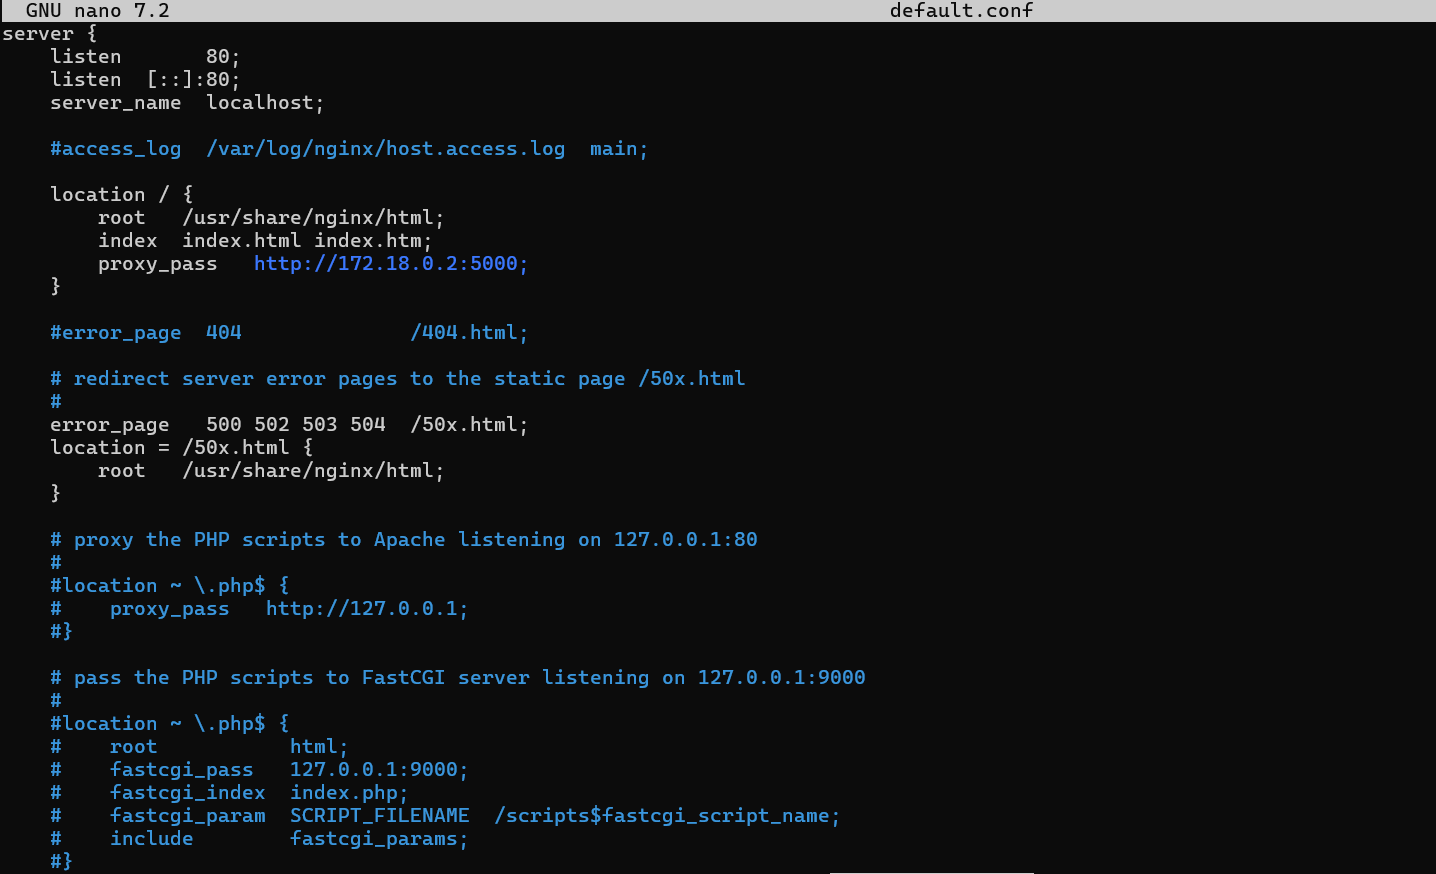 GNU nano 7.2                                                            default.conf
server {
    listen       80;
    listen  [::]:80;
    server_name  localhost;

    #access_log  /var/log/nginx/host.access.log  main;

    location / {
        root   /usr/share/nginx/html;
        index  index.html index.htm;
        proxy_pass   http://172.18.0.2:5000;
    }

    #error_page  404              /404.html;

    # redirect server error pages to the static page /50x.html
    #
    error_page   500 502 503 504  /50x.html;
    location = /50x.html {
        root   /usr/share/nginx/html;
    }

    # proxy the PHP scripts to Apache listening on 127.0.0.1:80
    #
    #location ~ \.php$ {
    #    proxy_pass   http://127.0.0.1;
    #}

    # pass the PHP scripts to FastCGI server listening on 127.0.0.1:9000
    #
    #location ~ \.php$ {
    #    root           html;
    #    fastcgi_pass   127.0.0.1:9000;
    #    fastcgi_index  index.php;
    #    fastcgi_param  SCRIPT_FILENAME  /scripts$fastcgi_script_name;
    #    include        fastcgi_params;
    #}